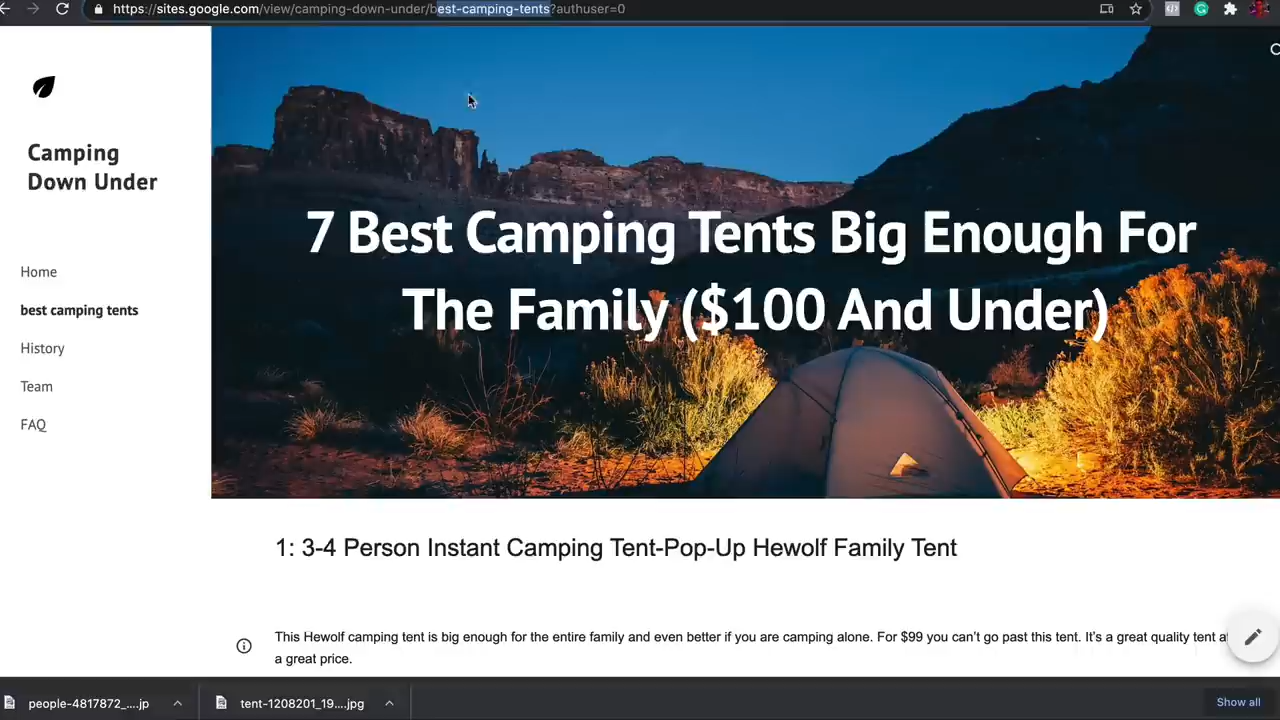 https://sites.google.com/view/camping-down-under/best-camping-tents?authuser=0
Camping
Down Under
Home
best camping tents
History
Team
FAQ
7 Best Camping Tents Big Enough For
The Family ($100 And Under)
1: 3-4 Person Instant Camping Tent-Pop-Up Hewolf Family Tent
This Hewolf camping tent is big enough for the entire family and even better if you are camping alone. For $99 you can't go past this tent. It's a great quality tent
a great price.
people-4817872_....jp
tent-1208201_19....jpg
Show all